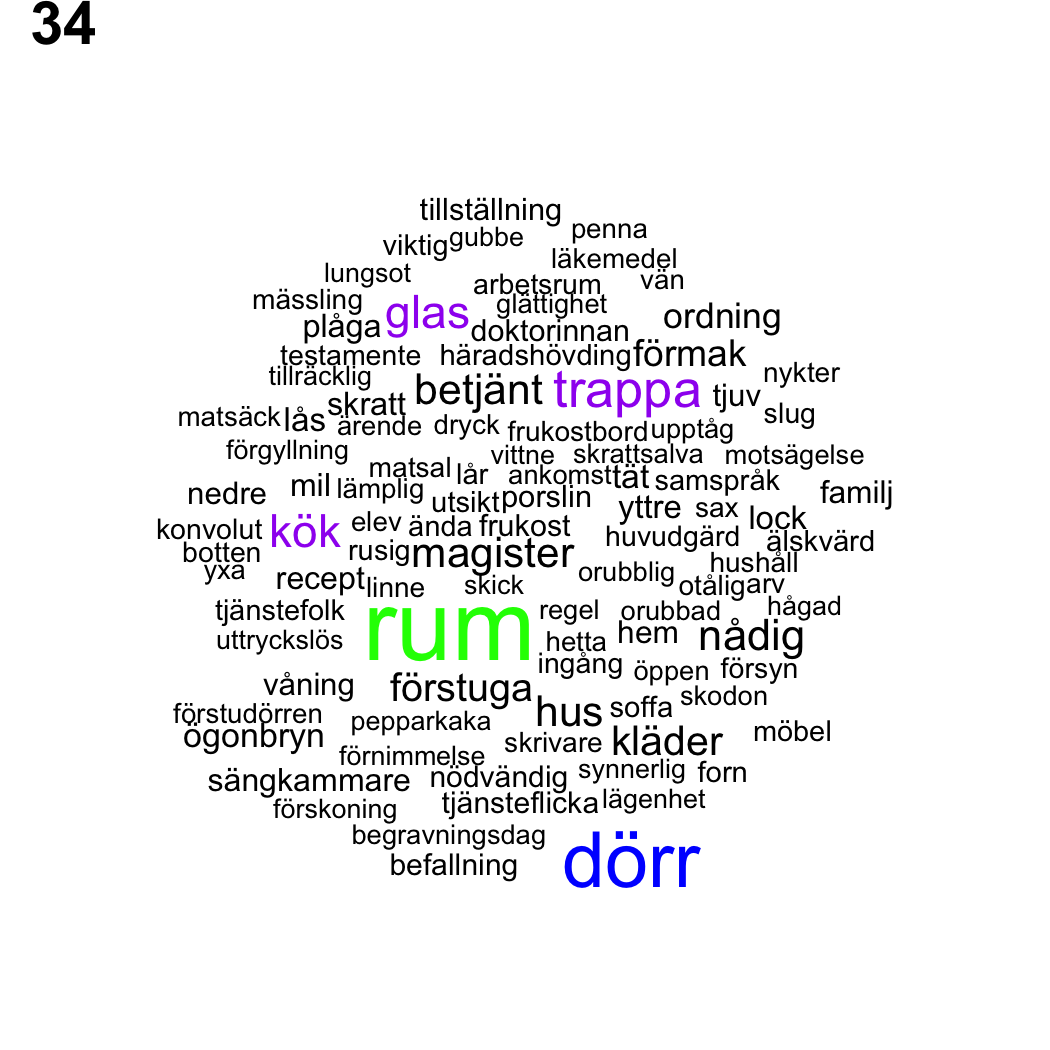 34
tillställning
penna
viktig gubbe
läkemedel
lungsot arbetsrum vän
mässling glas glättighet
plåga doktorinnan ordning
testamente häradshövding förmak
tillräcklig betjänt trappa tjuv nykter
matsäck lås skratt ärende dryck frukostbord upptåg slug
förgyllning vittne skrattsalva motsägelse
matsal lår ankomst tät samspråk
nedre mil lämplig utsikt porslin yttre sax familj
konvolut kök elev ända frukost huvudgärd lock älskvärd
botten rusig magister orubblig hushåll
yxa recept linne skick otålig arv
tjänstefolk rum regel orubbad hågad
uttryckslös hetta hem nådig
ingång öppen försyn
våning förstuga hus soffa skodon
förstudörren pepparkaka
ögonbryn förnimmelse skrivare kläder möbel
sängkammare nödvändig synnerlig forn
förskoning tjänsteflicka lägenhet
begravningsdag
befallning dörr